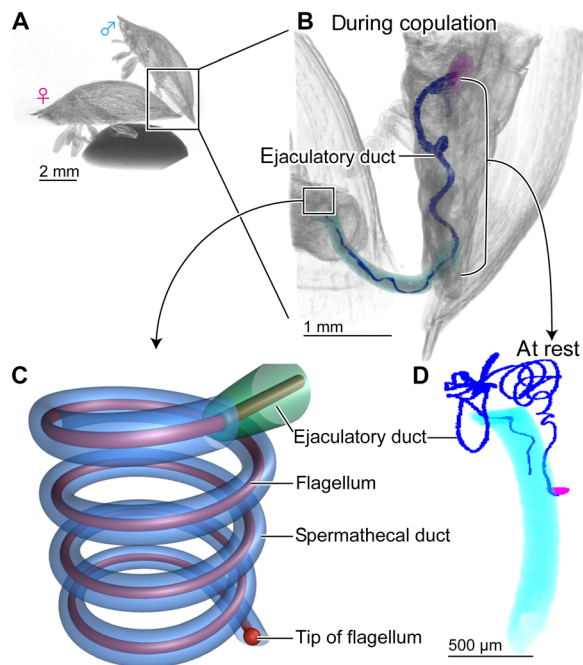 A
♂
♀
2 mm
B
During copulation
Ejaculatory duct
1 mm
At rest
C
Ejaculatory duct
Flagellum
Spermathecal duct
Tip of flagellum
D
500 µm